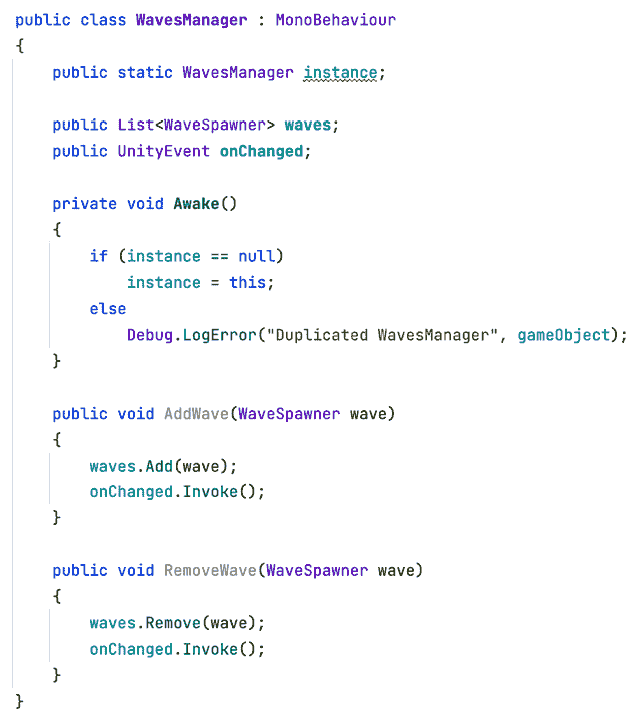 public class WavesManager : MonoBehaviour
{
    public static WavesManager instance;

    public List<WaveSpawner> waves;
    public UnityEvent onChanged;

    private void Awake()
    {
        if (instance == null)
            instance = this;
        else
            Debug.LogError("Duplicated WavesManager", gameObject);
    }

    public void AddWave(WaveSpawner wave)
    {
        waves.Add(wave);
        onChanged.Invoke();
    }

    public void RemoveWave(WaveSpawner wave)
    {
        waves.Remove(wave);
        onChanged.Invoke();
    }
}